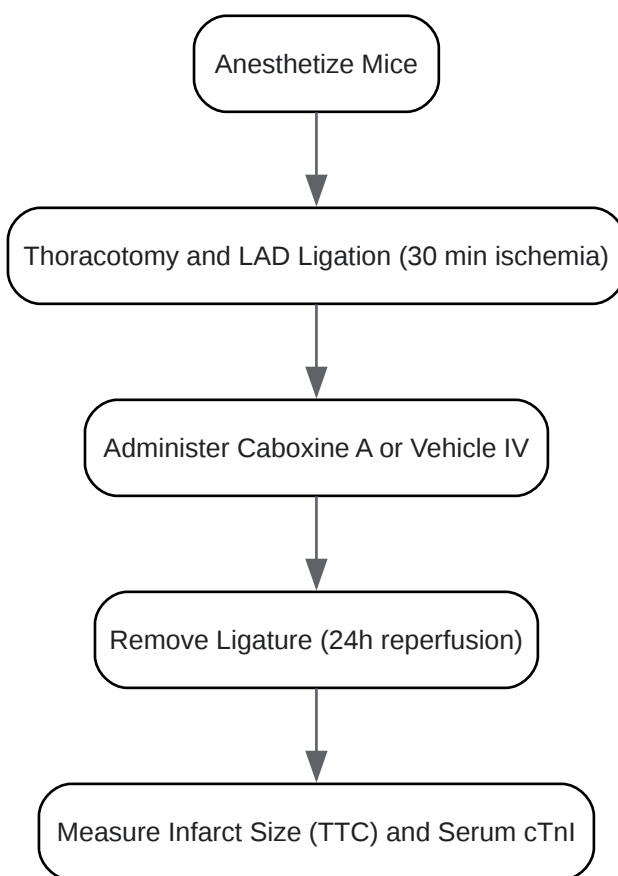 Anesthetize Mice
Thoracotomy and LAD Ligation (30 min ischemia)
Administer Caboxine A or Vehicle IV
Remove Ligature (24h reperfusion)
Measure Infarct Size (TTC) and Serum cTnI